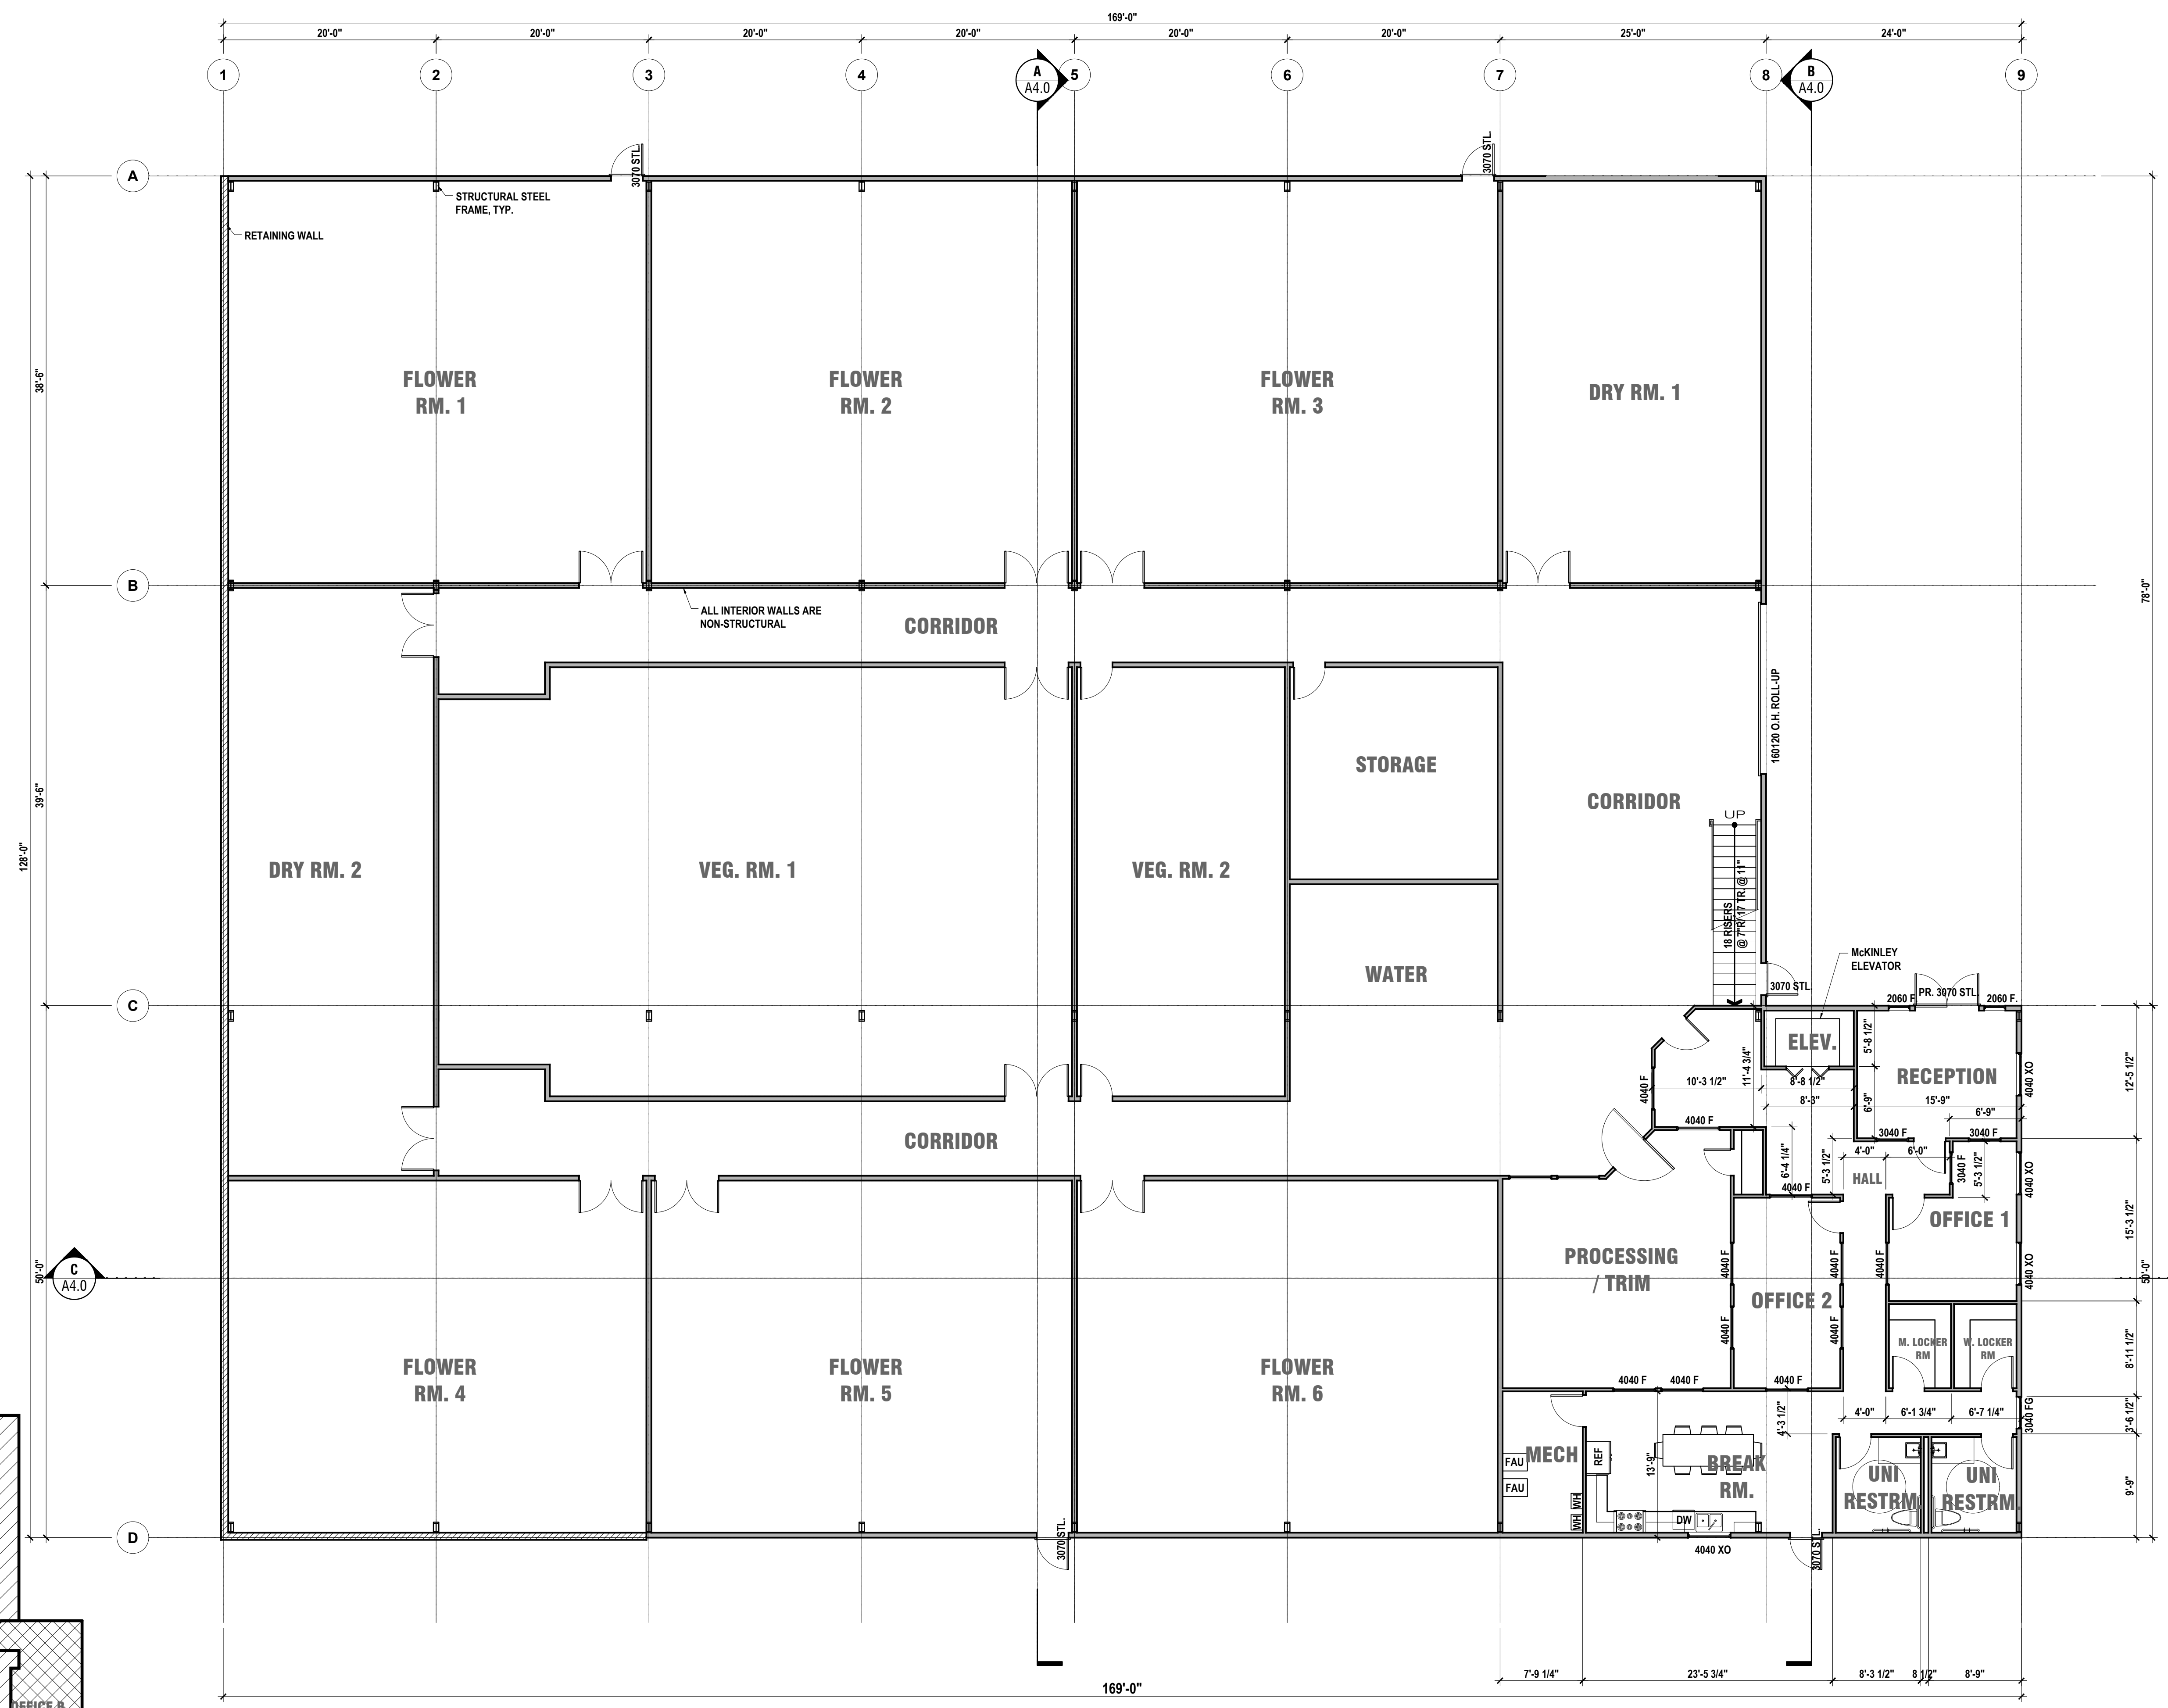 169'-0"
20'-0" 20'-0" 20'-0" 20'-0" 20'-0" 20'-0" 25'-0" 24'-0"
1 2 3 4 A 5 6 7 8 B 9
A4.0 A4.0
3070 STL. 3070 STL.
A
STRUCTURAL STEEL
FRAME, TYP.
RETAINING WALL
38'-6"
FLOWER
RM. 1
FLOWER
RM. 2
FLOWER
RM. 3
DRY RM. 1
B
78'-0"
ALL INTERIOR WALLS ARE
NON-STRUCTURAL
CORRIDOR
160120 O.H. ROLL-UP
STORAGE
39'-6"
CORRIDOR
UP
128'-0"
DRY RM. 2
VEG. RM. 1
VEG. RM. 2
18 RISERS
@ 7"R/ 17 TR. @ 11"
WATER
McKINLEY
ELEVATOR
3070 STL.
2060 F. PR. 3070 STL. 2060 F.
C
ELEV.
5'-8 1/2"
RECEPTION
4040 XO
12'-5 1/2"
4040 F
10'-3 1/2"
11'-4 3/4"
8'-8 1/2"
8'-3"
6'-9"
15'-9"
6'-9"
4040 F
3040 F 3040 F
CORRIDOR
6'-4 1/4"
5'-3 1/2"
4'-0" 6'-0"
3040 F
5'-3 1/2"
HALL
4040 XO
4040 F
OFFICE 1
15'-3 1/2"
PROCESSING
/ TRIM
4040 F
4040 F
4040 F
4040 XO
C
A4.0
50'-0"
50'-0"
OFFICE 2
4040 F
4040 F
M. LOCKER
RM
W. LOCKER
RM
8'-11 1/2"
FLOWER
RM. 4
FLOWER
RM. 5
FLOWER
RM. 6
4040 F 4040 F 4040 F
4'-3 1/2"
4'-0" 6'-1 3/4" 6'-7 1/4"
3040 FG
3'-6 1/2"
MECH
FAU
FAU
WH
WH
REF
13'-9"
BREAK
RM.
DW
UNI
RESTRM.
UNI
RESTRM.
9'-9"
D
3070 STL.
4040 XO
3070 STL.
7'-9 1/4" 23'-5 3/4" 8'-3 1/2" 8 1/2" 8'-9"
169'-0"
OFFICE B